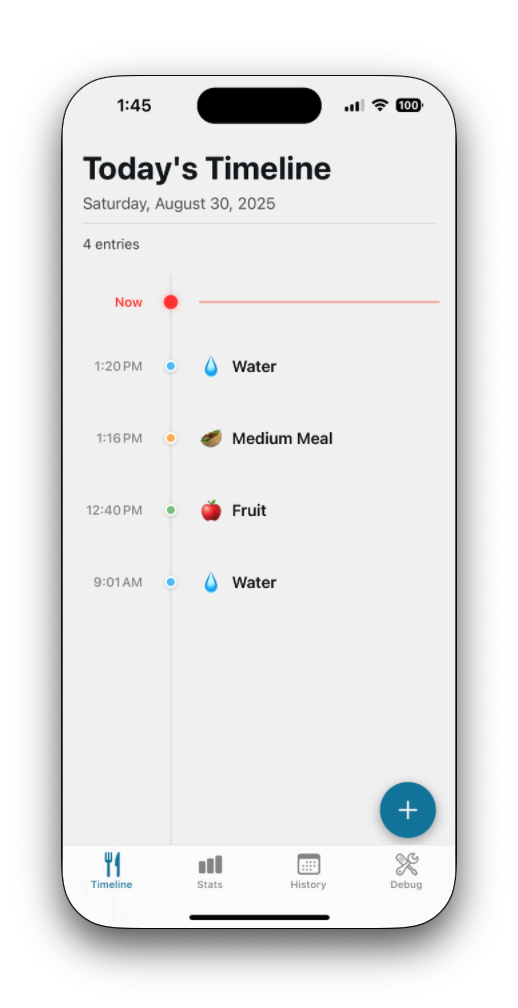 1:45
100
Today's Timeline
Saturday, August 30, 2025
4 entries
Now
1:20 PM Water
1:16 PM Medium Meal
12:40 PM Fruit
9:01 AM Water
Timeline Stats History Debug